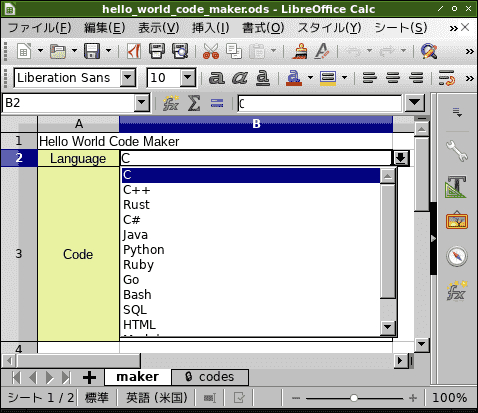 hello_world_code_maker.ods - LibreOffice Calc
ファイル(F) 編集(E) 表示(V) 挿入(I) 書式(O) スタイル(Y) シート(S) »
Liberation Sans 10
B2 C
A B
1 Hello World Code Maker
2 Language C
C
C++
Rust
C#
Java
3 Code Python
Ruby
Go
Bash
SQL
HTML
4
maker codes
シート 1 / 2 標準 英語 (米国) 100%